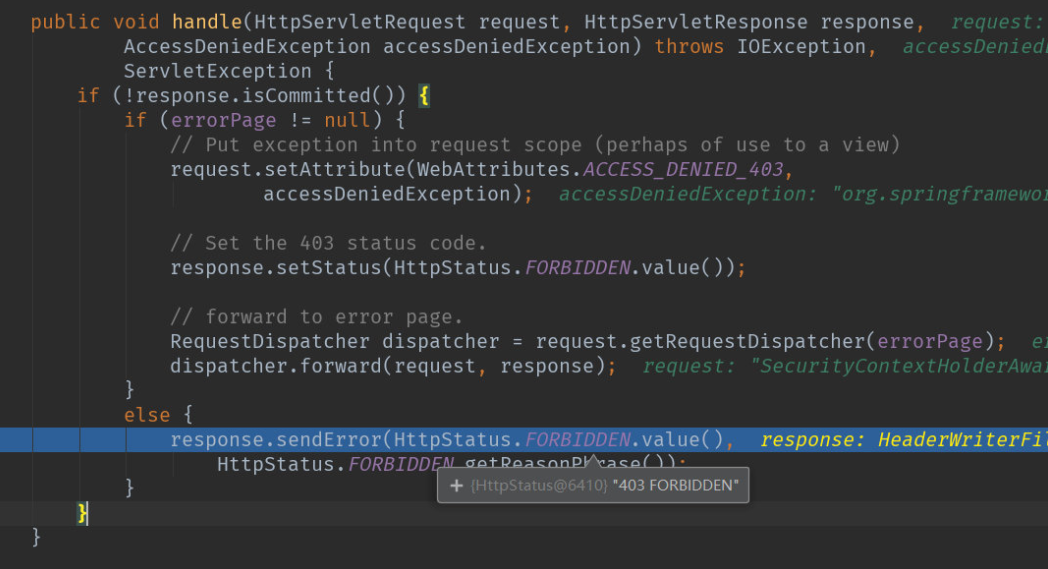 public void handle(HttpServletRequest request, HttpServletResponse response, request:
AccessDeniedException accessDeniedException) throws IOException, accessDenied
ServletException {
if (!response.isCommitted()) {
if (errorPage != null) {
// Put exception into request scope (perhaps of use to a view)
request.setAttribute(WebAttributes.ACCESS_DENIED_403,
accessDeniedException); accessDeniedException: "org.springframewor
// Set the 403 status code.
response.setStatus(HttpStatus.FORBIDDEN.value());
// forward to error page.
RequestDispatcher dispatcher = request.getRequestDispatcher(errorPage); e
dispatcher.forward(request, response); request: "SecurityContextHolderAwa
}
else {
response.sendError(HttpStatus.FORBIDDEN.value(), response: HeaderWriterFil
HttpStatus.FORBIDDEN.getReasonPhrase());
+ {HttpStatus@6410} "403 FORBIDDEN"
}
}
}